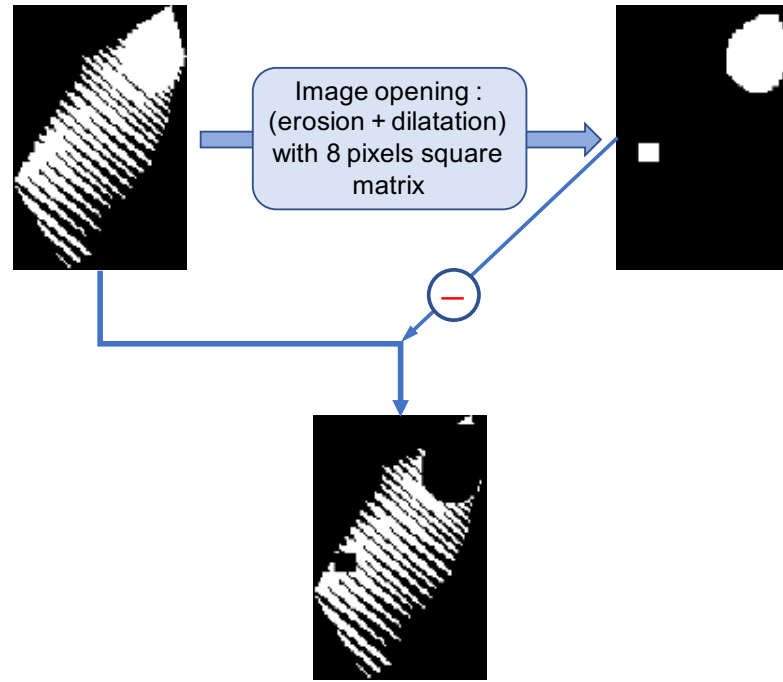 Image opening :
(erosion + dilatation)
with 8 pixels square
matrix
—